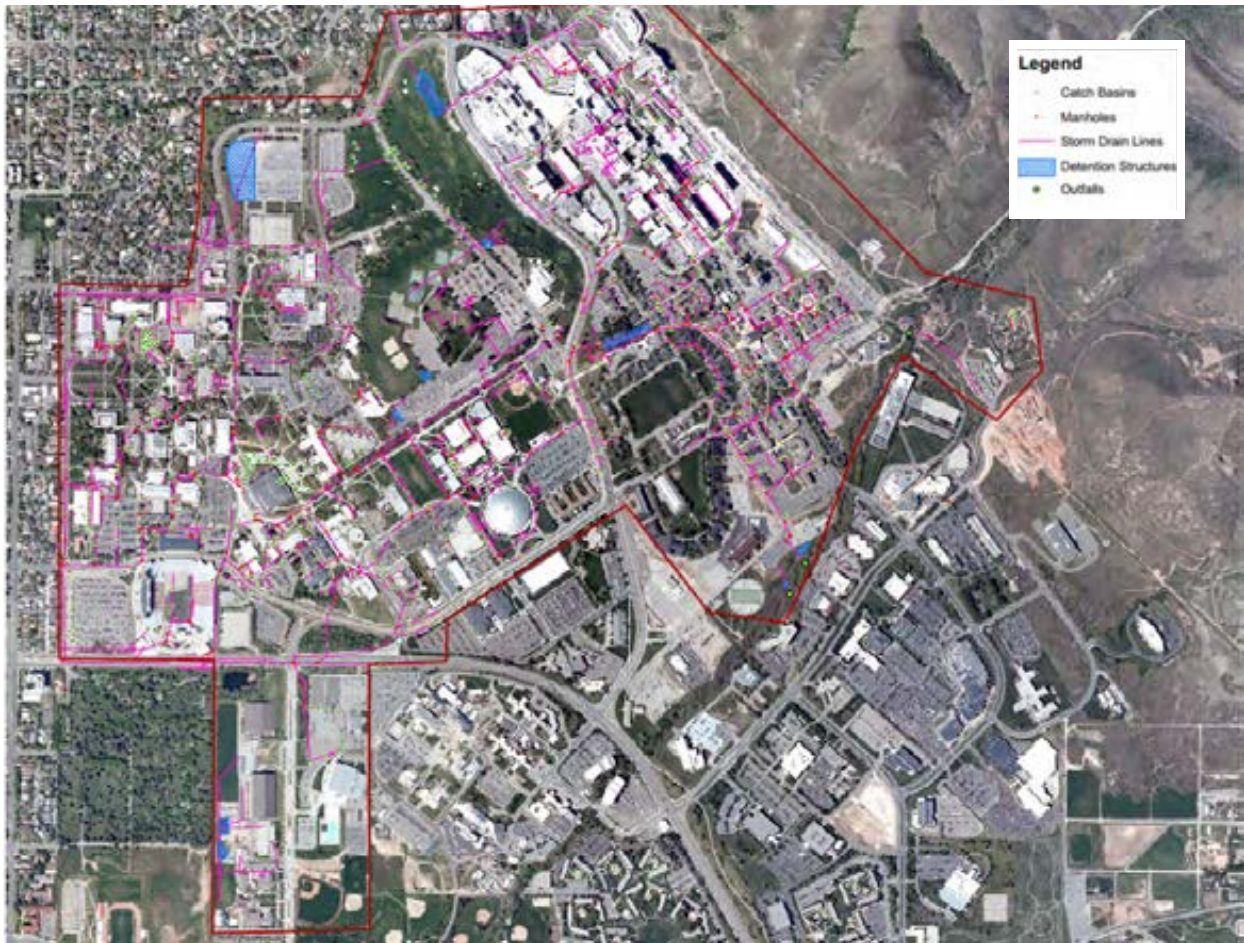 Legend
Catch Basins
Manholes
Storm Drain Lines
Detention Structures
Outfalls